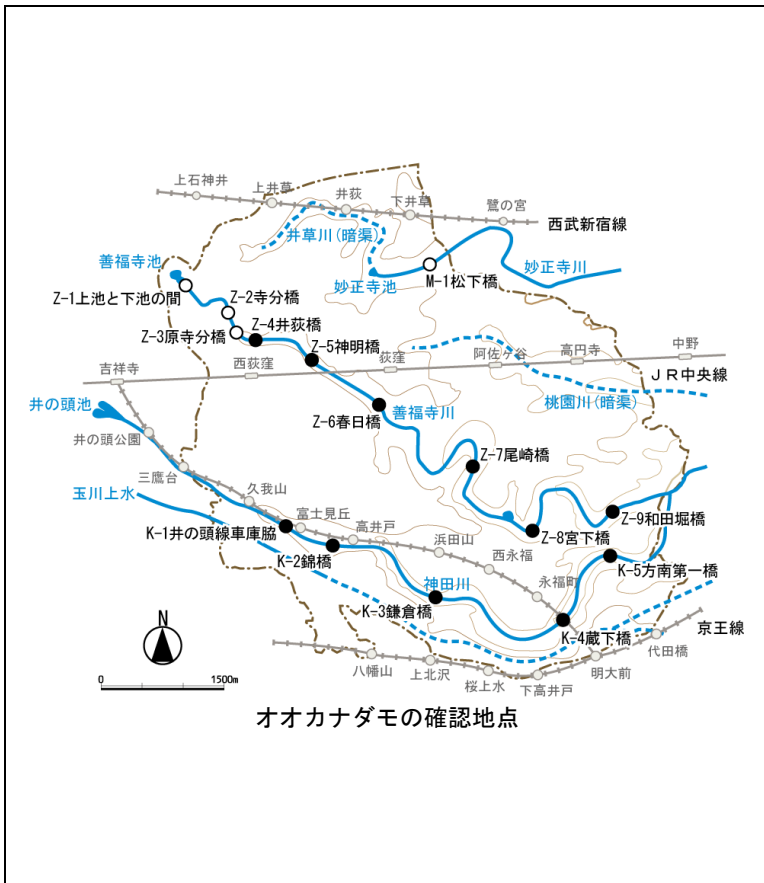 上石神井
上井草
井荻
下井草
鷺の宮
西武新宿線
井草川(暗渠)
善福寺池
妙正寺池
M-1松下橋
妙正寺川
Z-1上池と下池の間
Z-2寺分橋
Z-3原寺分橋
Z-4井荻橋
Z-5神明橋
吉祥寺
西荻窪
荻窪
阿佐ヶ谷
高円寺
中野
JR中央線
井の頭池
Z-6春日橋
善福寺川
桃園川(暗渠)
井の頭公園
三鷹台
Z-7尾崎橋
玉川上水
久我山
富士見丘
高井戸
K-1井の頭線車庫脇
K-2錦橋
浜田山
西永福
Z-8宮下橋
Z-9和田堀橋
K-5方南第一橋
神田川
永福町
K-3鎌倉橋
K-4蔵下橋
京王線
N
代田橋
八幡山
上北沢
桜上水
下高井戸
明大前
0
1500m
オオカナダモの確認地点